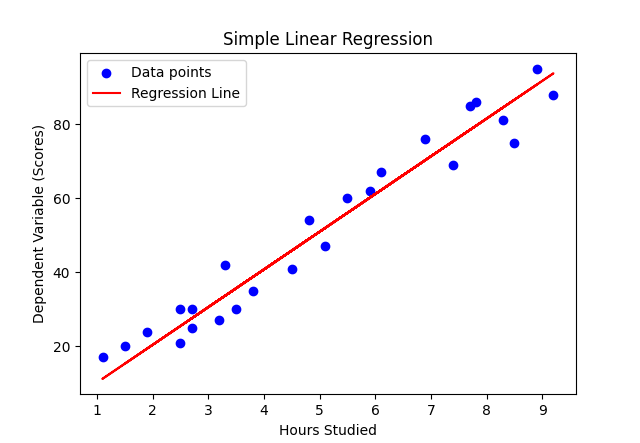 Simple Linear Regression
Data points
Regression Line
Dependent Variable (Scores)
80
60
40
20
1 2 3 4 5 6 7 8 9
Hours Studied